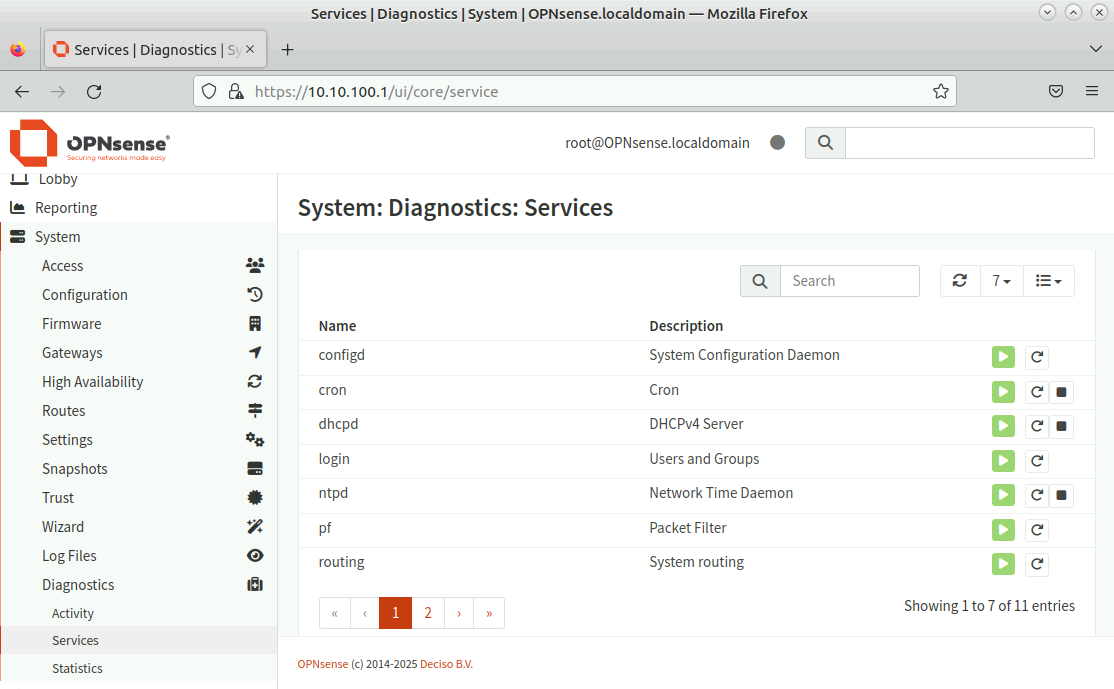 Services | Diagnostics | System | OPNsense.localdomain — Mozilla Firefox
Services | Diagnostics | Sy
https://10.10.100.1/ui/core/service
OPNsense®
Securing networks made easy
root@OPNsense.localdomain
Lobby
Reporting
System
Access
Configuration
Firmware
Gateways
High Availability
Routes
Settings
Snapshots
Trust
Wizard
Log Files
Diagnostics
Activity
Services
Statistics
System: Diagnostics: Services
Search 7
Name Description
configd System Configuration Daemon
cron Cron
dhcpd DHCPv4 Server
login Users and Groups
ntpd Network Time Daemon
pf Packet Filter
routing System routing
« ‹ 1 2 › »
Showing 1 to 7 of 11 entries
OPNsense (c) 2014-2025 Deciso B.V.